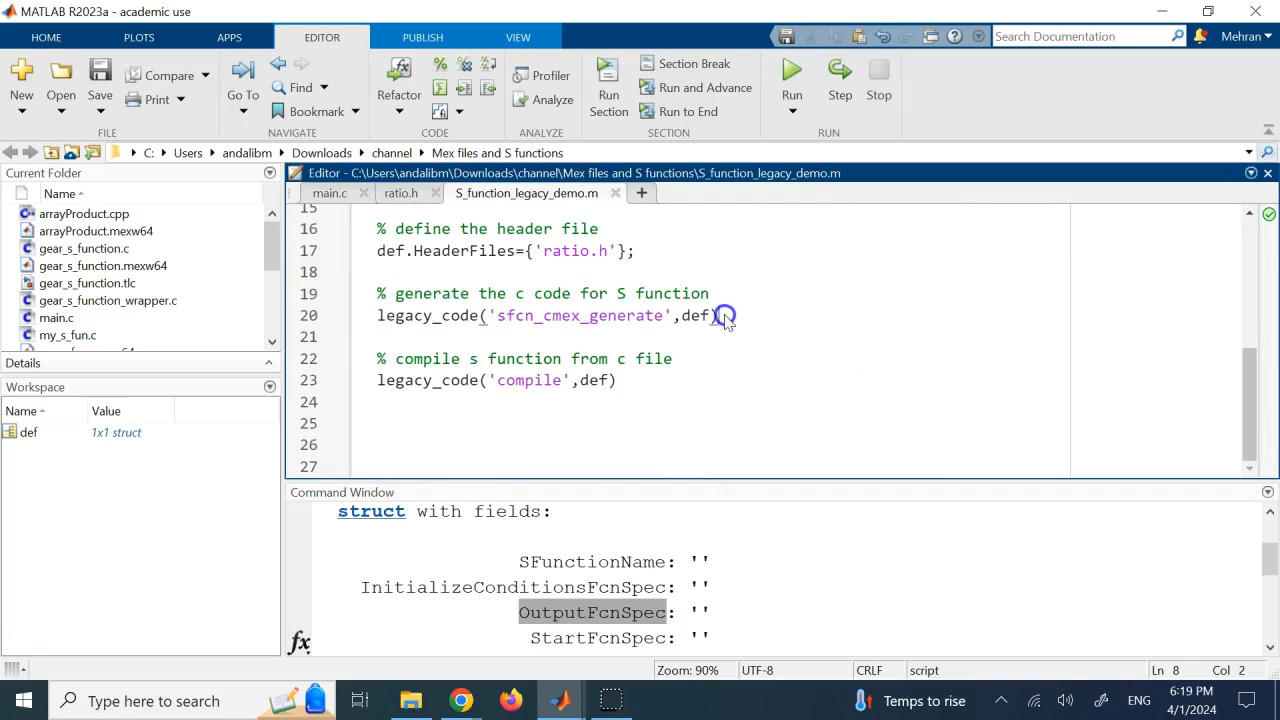 MATLAB R2023a - academic use
HOME PLOTS APPS EDITOR PUBLISH VIEW
Search Documentation
Mehran
New Open Save Compare Print
FILE
Go To Find Bookmark
NAVIGATE
Refactor
CODE
Profiler Analyze
ANALYZE
Run Section
Section Break
Run and Advance
Run to End
SECTION
Run Step Stop
RUN
C: Users andalibm Downloads channel Mex files and S functions
Current Folder
Name
arrayProduct.cpp
arrayProduct.mexw64
gear_s_function.c
gear_s_function.mexw64
gear_s_function.tlc
gear_s_function_wrapper.c
main.c
my_s_fun.c
Details
Workspace
Name Value
def 1x1 struct
Editor - C:\Users\andalibm\Downloads\channel\Mex files and S functions\S_function_legacy_demo.m
main.c ratio.h S_function_legacy_demo.m
15
16 % define the header file
17 def.HeaderFiles={'ratio.h'};
18
19 % generate the c code for S function
20 legacy_code('sfcn_cmex_generate',def)
21
22 % compile s function from c file
23 legacy_code('compile',def)
24
25
26
27
Command Window
struct with fields:
SFunctionName: ''
InitializeConditionsFcnSpec: ''
OutputFcnSpec: ''
StartFcnSpec: ''
fx
Zoom: 90% UTF-8 CRLF script Ln 8 Col 2
Type here to search
Temps to rise
ENG
6:19 PM
4/1/2024